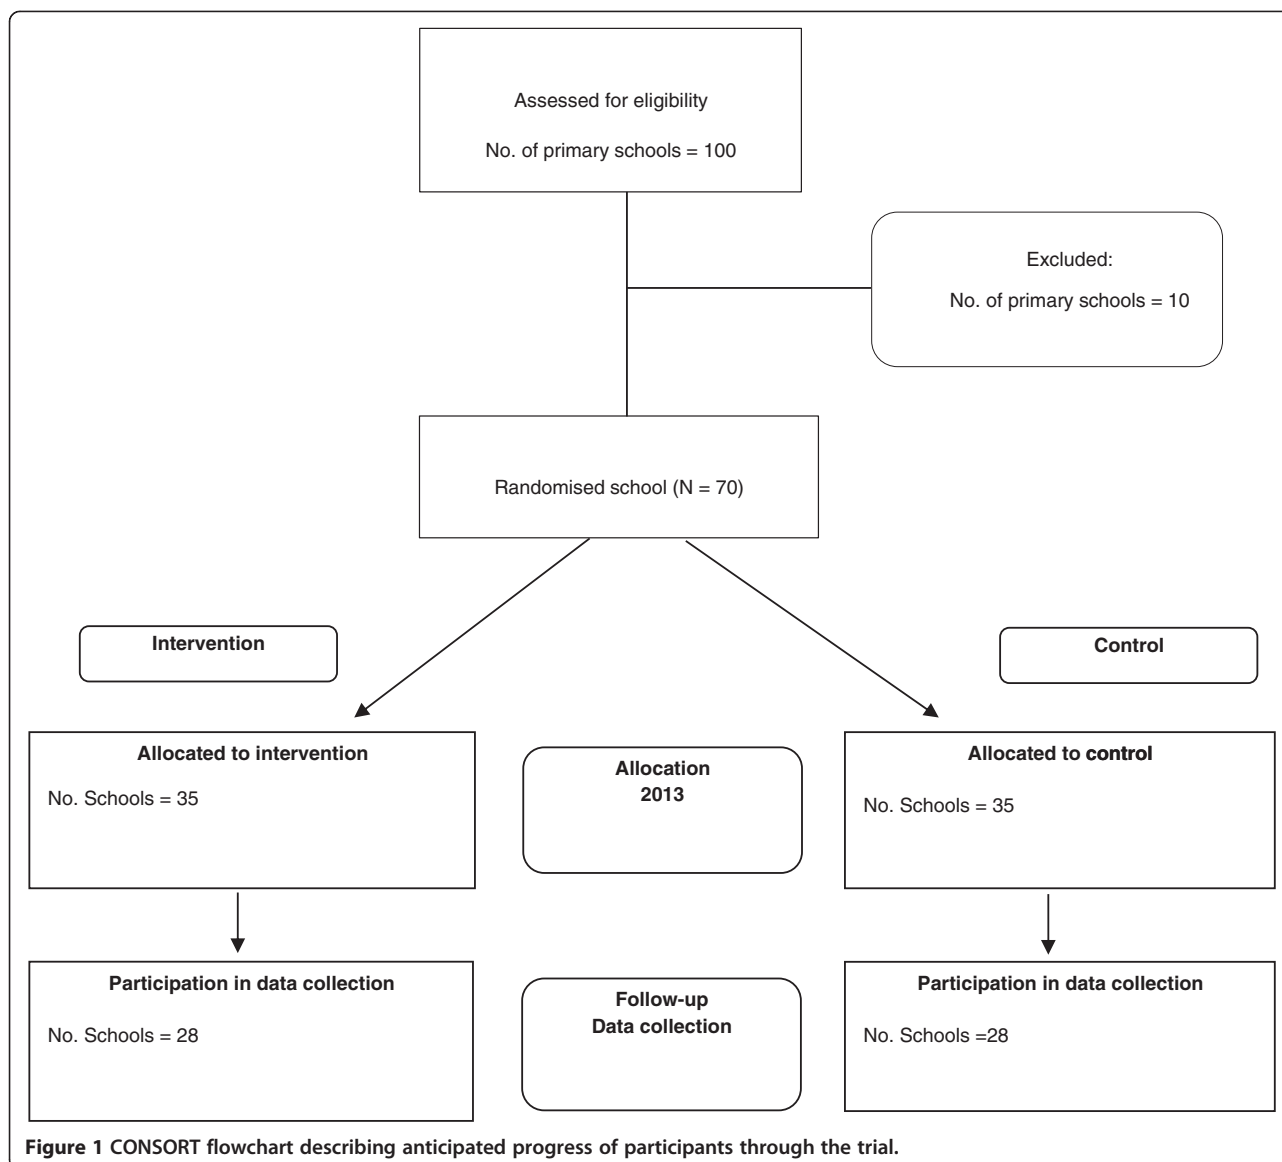 Assessed for eligibility
No. of primary schools = 100
Excluded:
No. of primary schools = 10
Randomised school (N = 70)
Intervention
Control
Allocated to intervention
No. Schools = 35
Allocation
2013
Allocated to control
No. Schools = 35
Participation in data collection
No. Schools = 28
Follow-up
Data collection
Participation in data collection
No. Schools =28
Figure 1 CONSORT flowchart describing anticipated progress of participants through the trial.